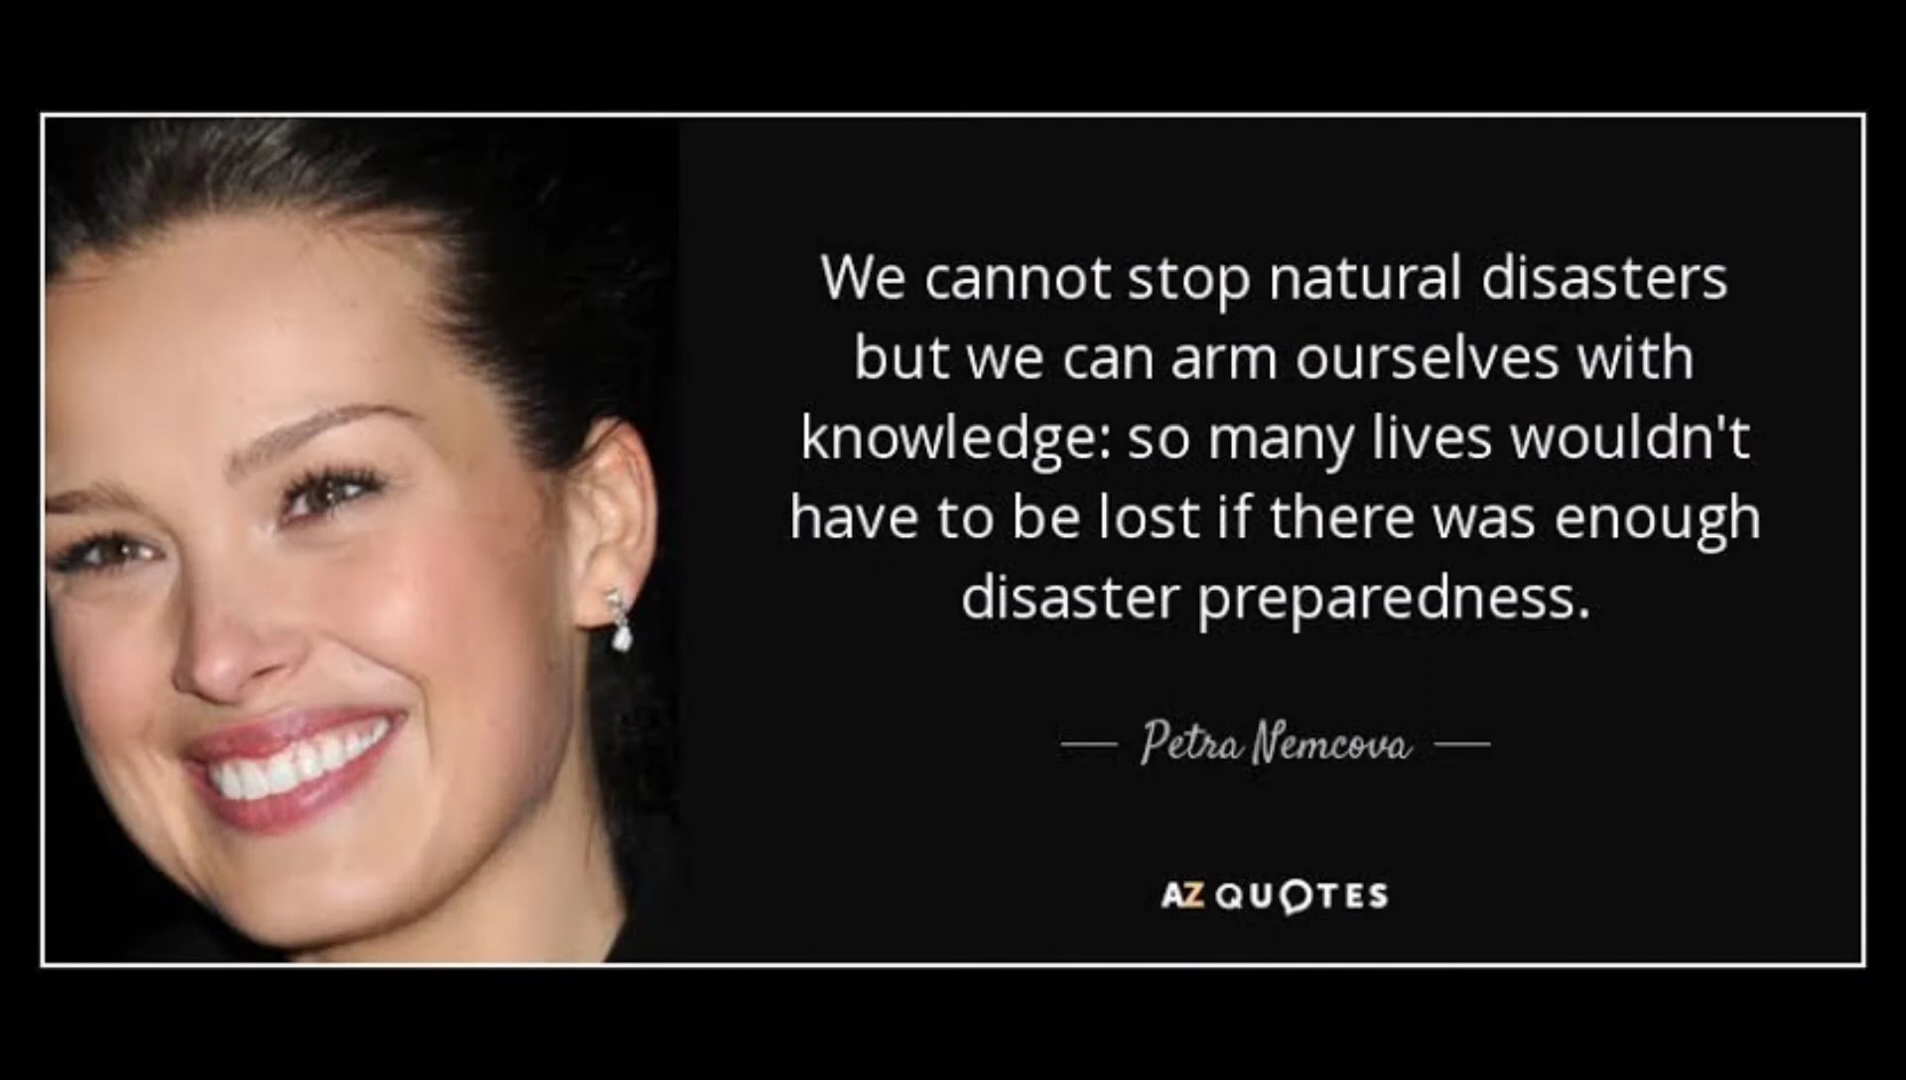 We cannot stop natural disasters
but we can arm ourselves with
knowledge: so many lives wouldn't
have to be lost if there was enough
disaster preparedness.
Petra Nemcova
AZ QUOTES